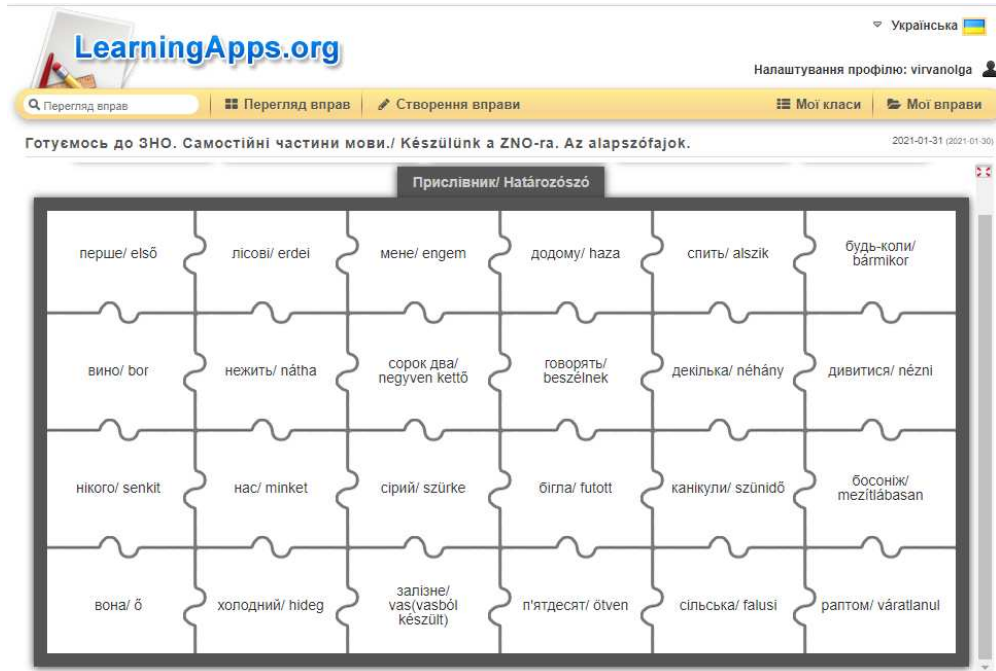 LearningApps.org
Українська
Налаштування профілю: virvanolga
Перегляд вправ
Перегляд вправ
Створення вправи
Мої класи
Мої вправи
Готуємось до ЗНО. Самостійні частини мови./ Készülünk a ZNO-ra. Az alapszófajok.
2021-01-31 (2021-01-30)
Прислівник/ Határozószó
перше/ első
лісові/ erdei
мене/ engem
додому/ haza
спить/ alszik
будь-коли/
bármikor
вино/ bor
нежить/ nátha
сорок два/
negyven kettő
говорять/
beszélnek
декілька/ néhány
дивитися/ nézni
нікого/ senkit
нас/ minket
сірий/ szürke
бігла/ futott
канікули/ szünidő
босоніж/
mezítlábasan
вона/ ő
холодний/ hideg
залізне/
vas(vasból
készült)
п'ятдесят/ ötven
сільська/ falusi
раптом/ váratlanul